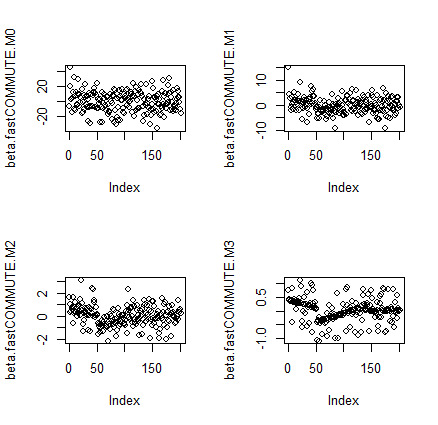 beta.fastCOMMUTE.M0
-20
20
0
50
150
Index
beta.fastCOMMUTE.M1
-10
0
10
0
50
150
Index
beta.fastCOMMUTE.M2
-2
0
2
0
50
150
Index
beta.fastCOMMUTE.M3
-1.0
0.5
0
50
150
Index